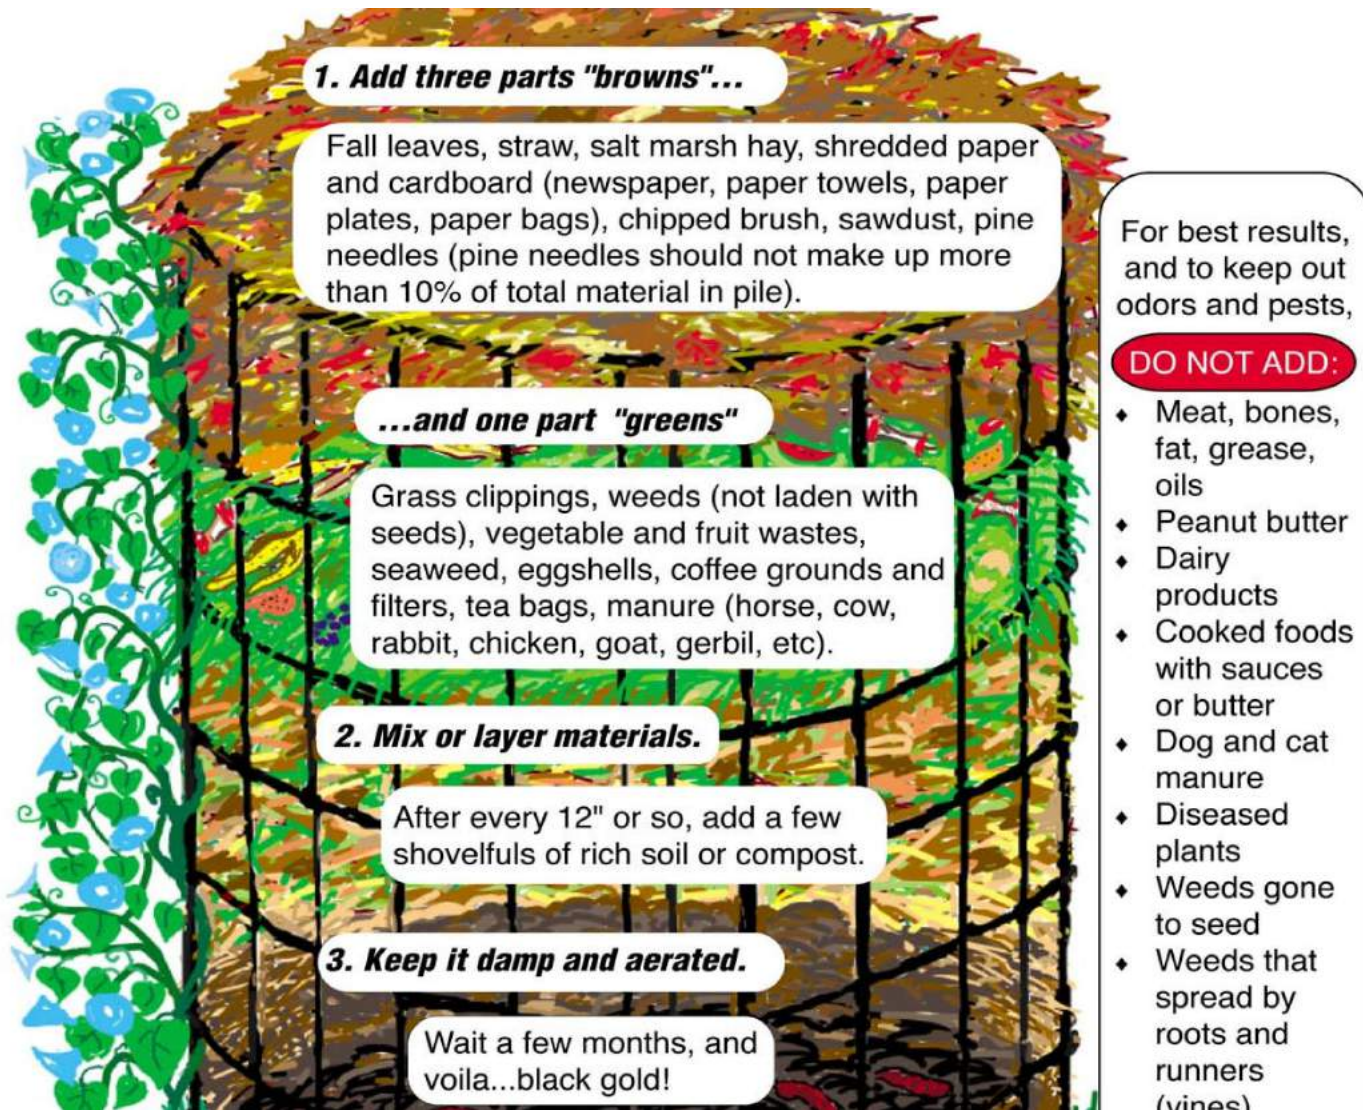 1. Add three parts "browns"...
Fall leaves, straw, salt marsh hay, shredded paper
and cardboard (newspaper, paper towels, paper
plates, paper bags), chipped brush, sawdust, pine
needles (pine needles should not make up more
than 10% of total material in pile).
...and one part "greens"
Grass clippings, weeds (not laden with
seeds), vegetable and fruit wastes,
seaweed, eggshells, coffee grounds and
filters, tea bags, manure (horse, cow,
rabbit, chicken, goat, gerbil, etc).
2. Mix or layer materials.
After every 12" or so, add a few
shovelfuls of rich soil or compost.
3. Keep it damp and aerated.
Wait a few months, and
voila...black gold!
For best results,
and to keep out
odors and pests,
DO NOT ADD:
♦ Meat, bones,
fat, grease,
oils
♦ Peanut butter
♦ Dairy
products
♦ Cooked foods
with sauces
or butter
♦ Dog and cat
manure
♦ Diseased
plants
♦ Weeds gone
to seed
♦ Weeds that
spread by
roots and
runners
(vines)